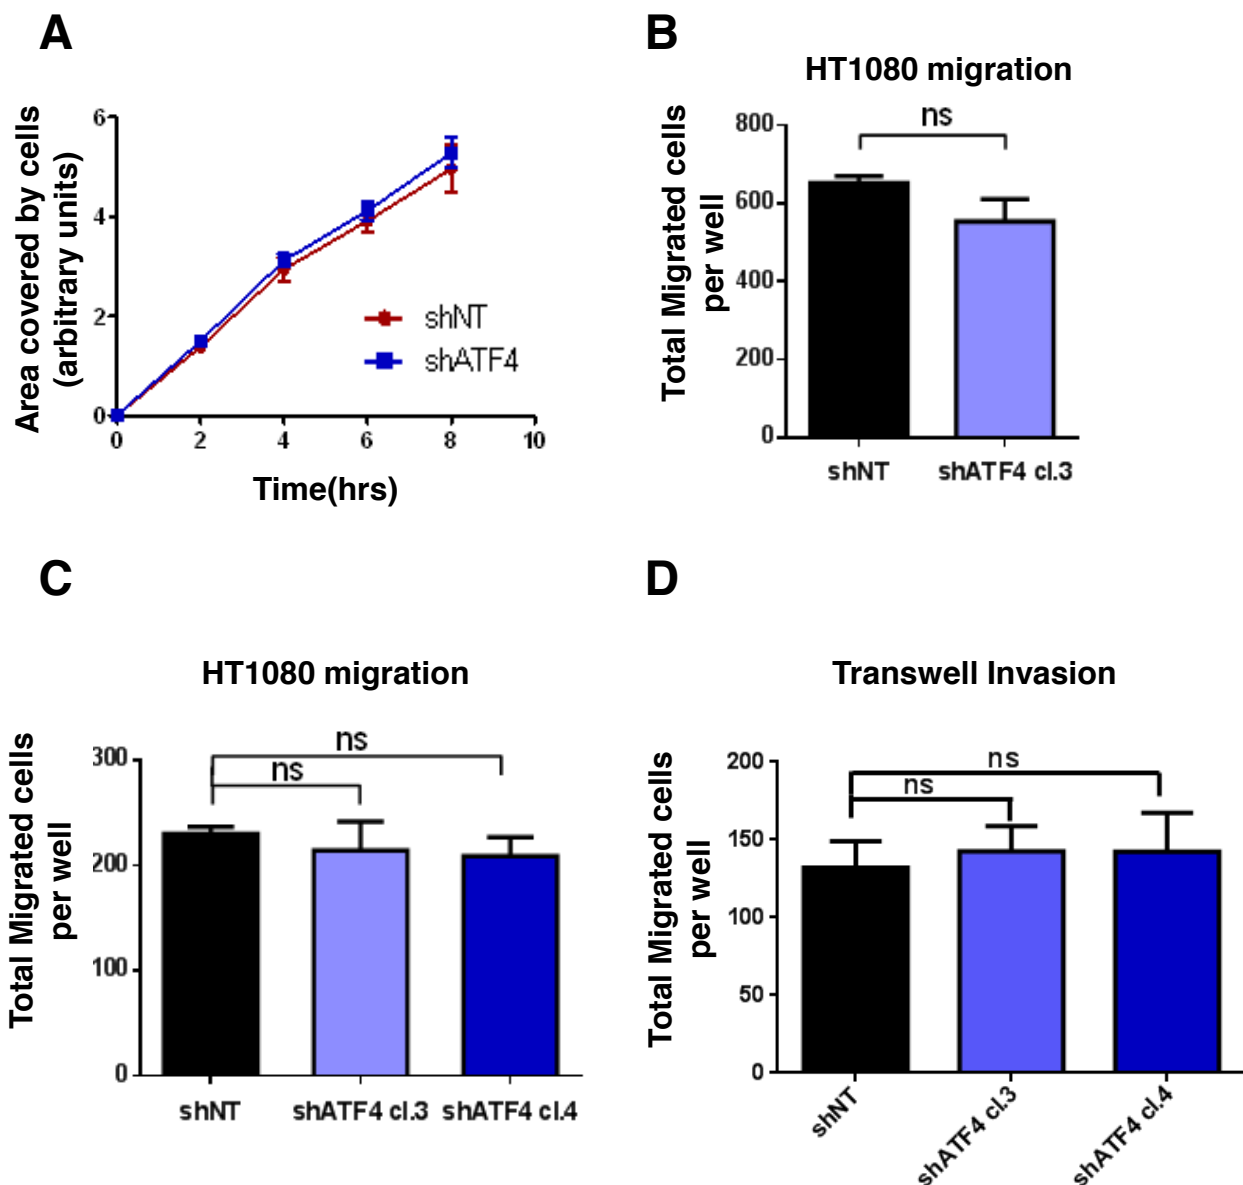 A
Area covered by cells
(arbitrary units)
6
4
2
0
0 2 4 6 8 10
Time(hrs)
shNT
shATF4
B
HT1080 migration
Total Migrated cells
per well
800
600
400
200
0
ns
shNT shATF4 cl.3
C
HT1080 migration
Total Migrated cells
per well
300
200
100
0
ns
ns
shNT shATF4 cl.3 shATF4 cl.4
D
Transwell Invasion
Total Migrated cells
per well
200
150
100
50
0
ns
ns
shNT
shATF4 cl.3
shATF4 cl.4